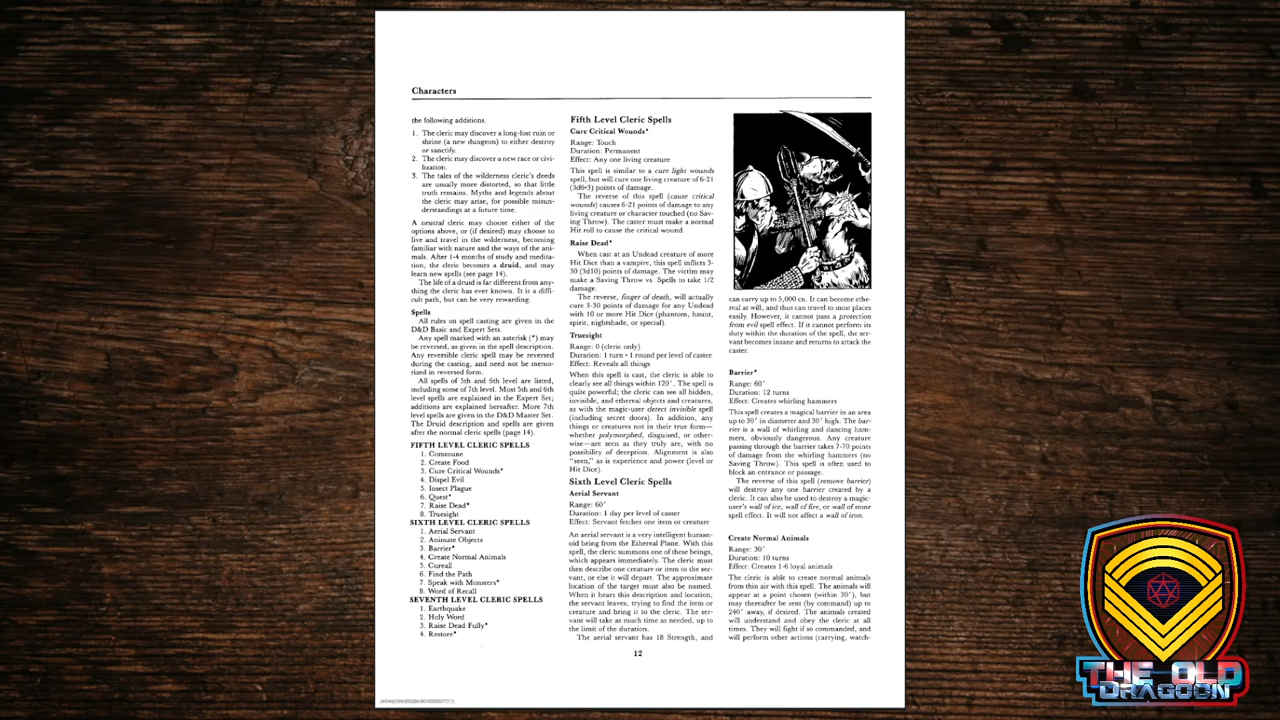 Characters
the following additions.
1. The cleric may discover a long-lost ruin or
shrine (a new dungeon) to either destroy
or sanctify.
2. The cleric may discover a new race or civi-
lization.
3. The tales of the wilderness cleric's deeds
are usually more distorted, so that little
truth remains. Myths and legends about
the cleric may arise, for possible misun-
derstandings at a future time.
A neutral cleric may choose either of the
options above, or (if desired) may choose to
live and travel in the wilderness, becoming
familiar with nature and the ways of the ani-
mals. After 1-4 months of study and medita-
tion, the cleric becomes a druid, and may
learn new spells (see page 14).
The life of a druid is far different from any-
thing the cleric has ever known. It is a diffi-
cult path, but can be very rewarding.
Spells
All rules on spell casting are given in the
D&D Basic and Expert Sets.
Any spell marked with an asterisk (*) may
be reversed, as given in the spell description.
Any reversible cleric spell may be reversed
during the casting, and need not be memo-
rized in reversed form.
All spells of 5th and 6th level are listed,
including some of 7th level. Most 5th and 6th
level spells are explained in the Expert Set;
additions are explained hereafter. More 7th
level spells are given in the D&D Master Set.
The Druid description and spells are given
after the normal cleric spells (page 14).
FIFTH LEVEL CLERIC SPELLS
1. Commune
2. Create Food
3. Cure Critical Wounds*
4. Dispel Evil
5. Insect Plague
6. Quest*
7. Raise Dead*
8. Truesight
SIXTH LEVEL CLERIC SPELLS
1. Aerial Servant
2. Animate Objects
3. Barrier*
4. Create Normal Animals
5. Cureall
6. Find the Path
7. Speak with Monsters*
8. Word of Recall
SEVENTH LEVEL CLERIC SPELLS
1. Earthquake
2. Holy Word
3. Raise Dead Fully*
4. Restore*
Fifth Level Cleric Spells
Cure Critical Wounds*
Range: Touch
Duration: Permanent
Effect: Any one living creature
This spell is similar to a cure light wounds
spell, but will cure one living creature of 6-21
(3d6+3) points of damage.
The reverse of this spell (cause critical
wounds) causes 6-21 points of damage to any
living creature or character touched (no Sav-
ing Throw). The caster must make a normal
Hit roll to cause the critical wound.
Raise Dead*
When cast at an Undead creature of more
Hit Dice than a vampire, this spell inflicts 3-
30 (3d10) points of damage. The victim may
make a Saving Throw vs. Spells to take 1/2
damage.
The reverse, finger of death, will actually
cure 3-30 points of damage for any Undead
with 10 or more Hit Dice (phantom, haunt,
spirit, nightshade, or special).
Truesight
Range: 0 (cleric only)
Duration: 1 turn + 1 round per level of caster.
Effect: Reveals all things
When this spell is cast, the cleric is able to
clearly see all things within 120'. The spell is
quite powerful; the cleric can see all hidden,
invisible, and ethereal objects and creatures,
as with the magic-user detect invisible spell
(including secret doors). In addition, any
things or creatures not in their true form—
whether polymorphed, disguised, or other-
wise—are seen as they truly are, with no
possibility of deception. Alignment is also
"seen," as is experience and power (level or
Hit Dice).
Sixth Level Cleric Spells
Aerial Servant
Range: 60'
Duration: 1 day per level of caster
Effect: Servant fetches one item or creature
An aerial servant is a very intelligent human-
oid being from the Ethereal Plane. With this
spell, the cleric summons one of these beings,
which appears immediately. The cleric must
then describe one creature or item to the ser-
vant, or else it will depart. The approximate
location of the target must also be named.
When it hears this description and location,
the servant leaves, trying to find the item or
creature and bring it to the cleric. The ser-
vant will take as much time as needed, up to
the limit of the duration.
The aerial servant has 18 Strength, and
can carry up to 5,000 cn. It can become ethe-
real at will, and thus can travel to most places
easily. However, it cannot pass a protection
from evil spell effect. If it cannot perform its
duty within the duration of the spell, the ser-
vant becomes insane and returns to attack the
caster.
Barrier*
Range: 60'
Duration: 12 turns
Effect: Creates whirling hammers
This spell creates a magical barrier in an area
up to 30' in diameter and 30' high. The bar-
rier is a wall of whirling and dancing ham-
mers, obviously dangerous. Any creature
passing through the barrier takes 7-70 points
of damage from the whirling hammers (no
Saving Throw). This spell is often used to
block an entrance or passage.
The reverse of this spell (remove barrier)
will destroy any one barrier created by a
cleric. It can also be used to destroy a magic-
user's wall of ice, wall of fire, or wall of stone
spell effect. It will not affect a wall of iron.
Create Normal Animals
Range: 30'
Duration: 10 turns
Effect: Creates 1-6 loyal animals
The cleric is able to create normal animals
from thin air with this spell. The animals will
appear at a point chosen (within 30'), but
may thereafter be sent (by command) up to
240' away, if desired. The animals created
will understand and obey the cleric at all
times. They will fight if so commanded, and
will perform other actions (carrying, watch-
12
THE OLD
DRAGOON